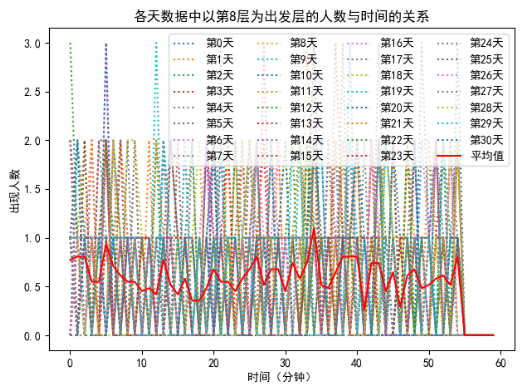 各天数据中以第8层为出发层的人数与时间的关系
3.0
2.5
2.0
1.5
1.0
0.5
0.0
出现人数
第0天 第8天 第16天 第24天
第1天 第9天 第17天 第25天
第2天 第10天 第18天 第26天
第3天 第11天 第19天 第27天
第4天 第12天 第20天 第28天
第5天 第13天 第21天 第29天
第6天 第14天 第22天 第30天
第7天 第15天 第23天 平均值
0 10 20 30 40 50 60
时间（分钟）